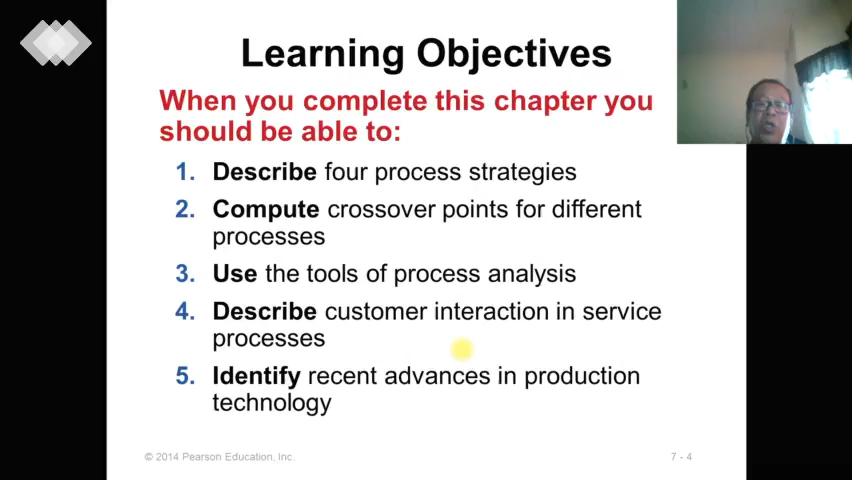 Learning Objectives
When you complete this chapter you
should be able to:
1. Describe four process strategies
2. Compute crossover points for different
processes
3. Use the tools of process analysis
4. Describe customer interaction in service
processes
5. Identify recent advances in production
technology
© 2014 Pearson Education, Inc.
7 - 4